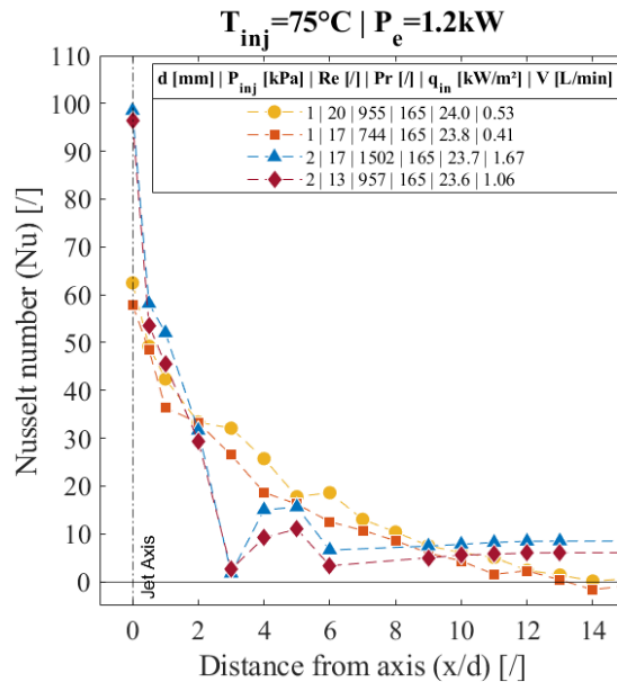 T_inj=75°C | P_e=1.2kW
d [mm] | P_inj [kPa] | Re [/] | Pr [/] | q_in [kW/m²] | V [L/min]
1 | 20 | 955 | 165 | 24.0 | 0.53
1 | 17 | 744 | 165 | 23.8 | 0.41
2 | 17 | 1502 | 165 | 23.7 | 1.67
2 | 13 | 957 | 165 | 23.6 | 1.06
Nusselt number (Nu) [/]
110
100
90
80
70
60
50
40
30
20
10
0
Jet Axis
0 2 4 6 8 10 12 14
Distance from axis (x/d) [/]